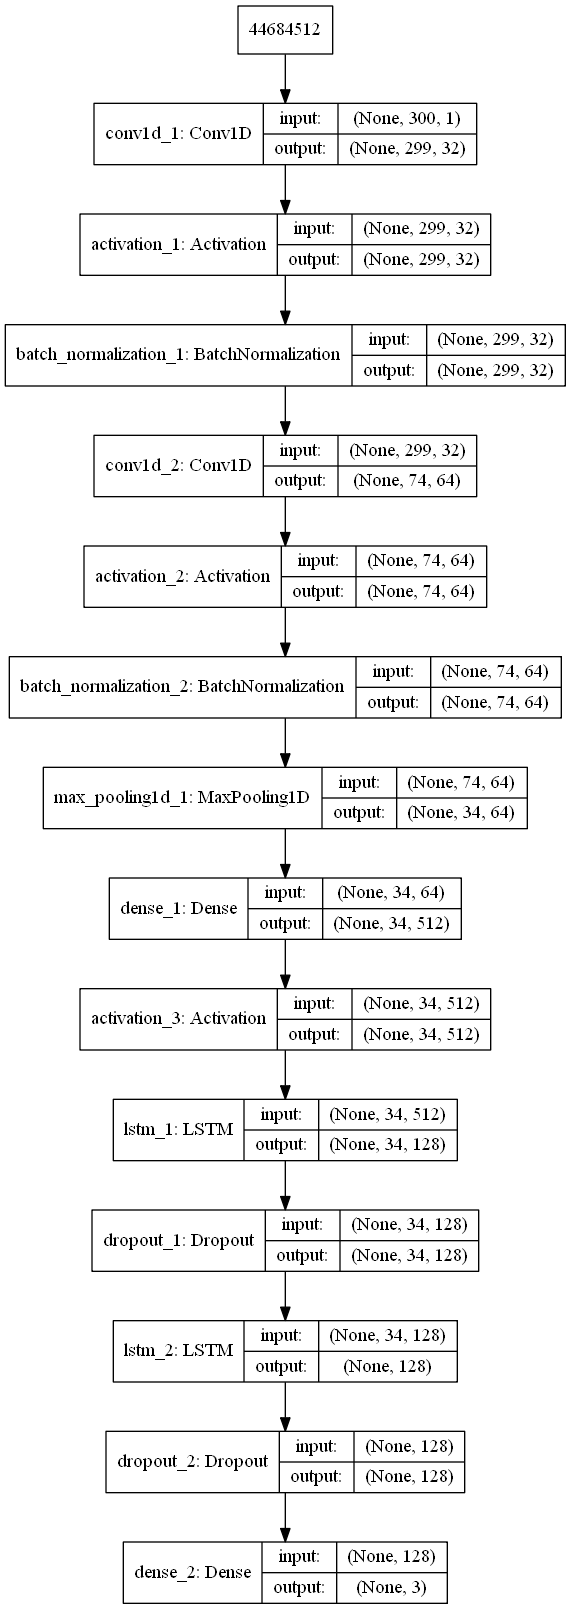 44684512
conv1d_1: Conv1D
input: (None, 300, 1)
output: (None, 299, 32)
activation_1: Activation
input: (None, 299, 32)
output: (None, 299, 32)
batch_normalization_1: BatchNormalization
input: (None, 299, 32)
output: (None, 299, 32)
conv1d_2: Conv1D
input: (None, 299, 32)
output: (None, 74, 64)
activation_2: Activation
input: (None, 74, 64)
output: (None, 74, 64)
batch_normalization_2: BatchNormalization
input: (None, 74, 64)
output: (None, 74, 64)
max_pooling1d_1: MaxPooling1D
input: (None, 74, 64)
output: (None, 34, 64)
dense_1: Dense
input: (None, 34, 64)
output: (None, 34, 512)
activation_3: Activation
input: (None, 34, 512)
output: (None, 34, 512)
lstm_1: LSTM
input: (None, 34, 512)
output: (None, 34, 128)
dropout_1: Dropout
input: (None, 34, 128)
output: (None, 34, 128)
lstm_2: LSTM
input: (None, 34, 128)
output: (None, 128)
dropout_2: Dropout
input: (None, 128)
output: (None, 128)
dense_2: Dense
input: (None, 128)
output: (None, 3)